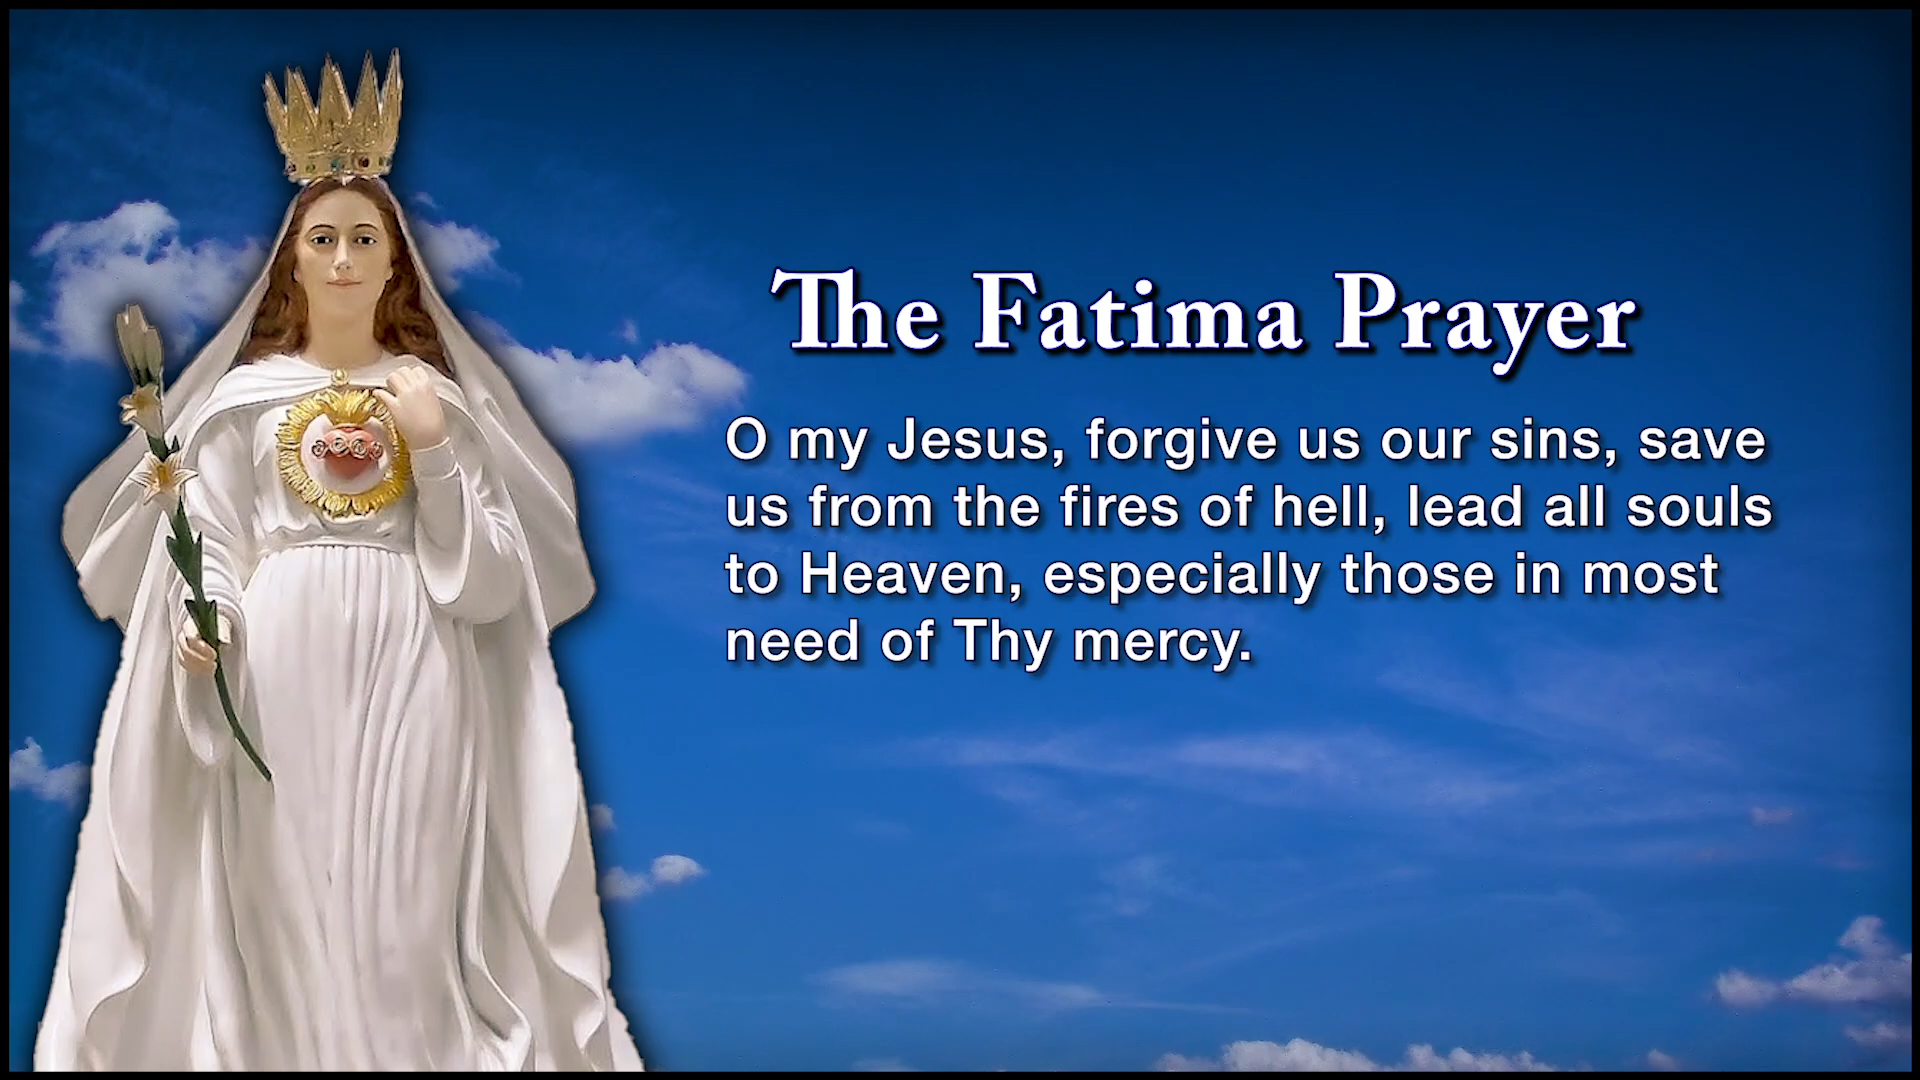 The Fatima Prayer
O my Jesus, forgive us our sins, save
us from the fires of hell, lead all souls
to Heaven, especially those in most
need of Thy mercy.